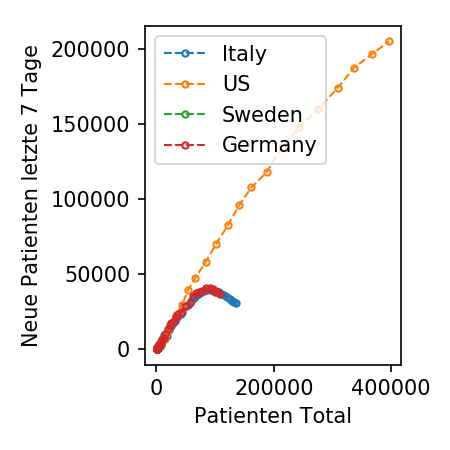 Neue Patienten letzte 7 Tage
200000
150000
100000
50000
0
Italy
US
Sweden
Germany
0
200000
400000
Patienten Total